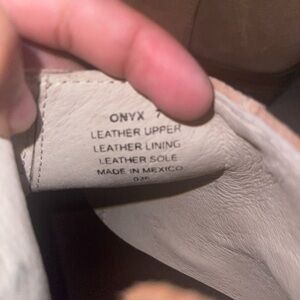 ONYX 7
LEATHER UPPER
LEATHER LINING
LEATHER SOLE
MADE IN MEXICO